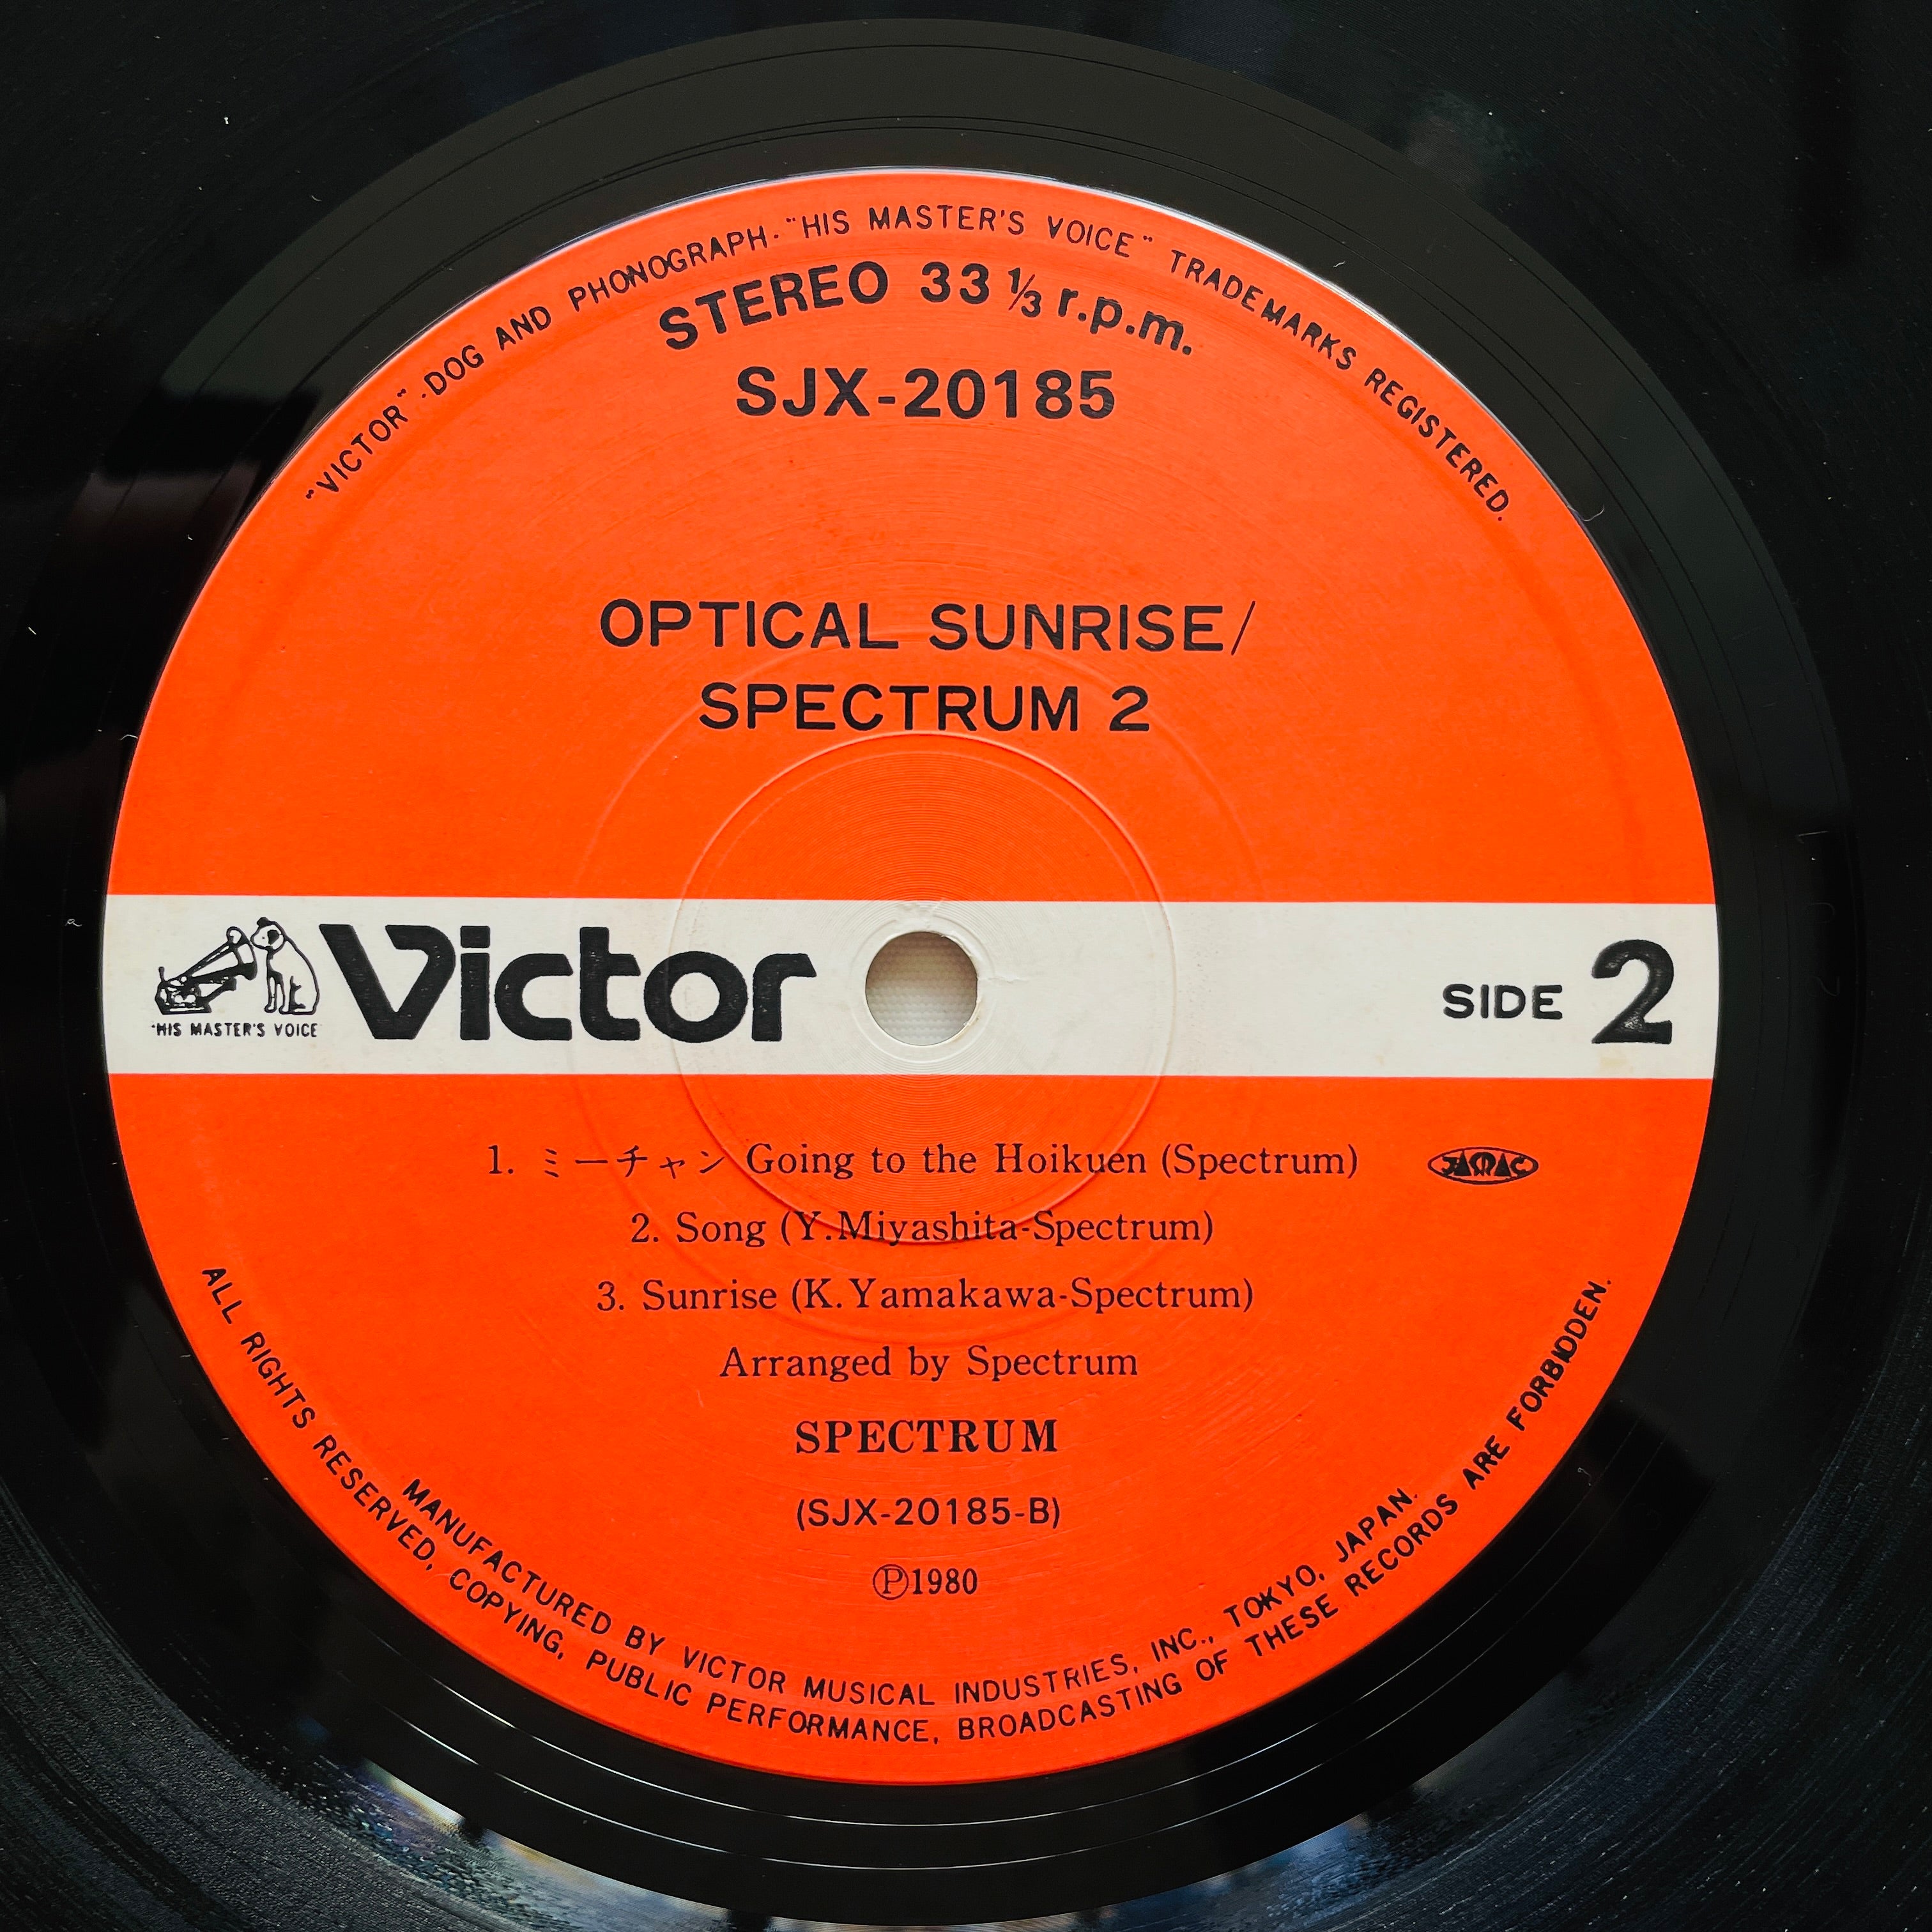 "VICTOR"-DOG AND PHONOGRAPH-"HIS MASTER'S VOICE" TRADEMARKS REGISTERED.
STEREO 33 1/3 r.p.m.
SJX-20185
OPTICAL SUNRISE/
SPECTRUM 2
"HIS MASTER'S VOICE"
Victor
SIDE 2
1. ミーチャン Going to the Hoikuen (Spectrum)
JASRAC
2. Song (Y.Miyashita-Spectrum)
3. Sunrise (K.Yamakawa-Spectrum)
Arranged by Spectrum
SPECTRUM
(SJX-20185-B)
Ⓟ1980
MANUFACTURED BY VICTOR MUSICAL INDUSTRIES, INC., TOKYO, JAPAN.
ALL RIGHTS RESERVED, COPYING, PUBLIC PERFORMANCE, BROADCASTING OF THESE RECORDS ARE FORBIDDEN.